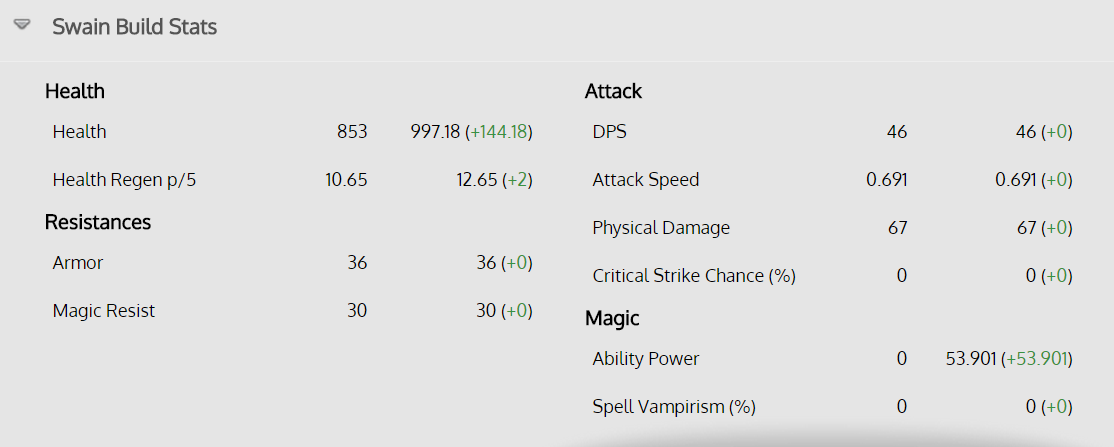 Swain Build Stats
Health
Health 853 997.18 (+144.18)
Health Regen p/5 10.65 12.65 (+2)
Resistances
Armor 36 36 (+0)
Magic Resist 30 30 (+0)
Attack
DPS 46 46 (+0)
Attack Speed 0.691 0.691 (+0)
Physical Damage 67 67 (+0)
Critical Strike Chance (%) 0 0 (+0)
Magic
Ability Power 0 53.901 (+53.901)
Spell Vampirism (%) 0 0 (+0)